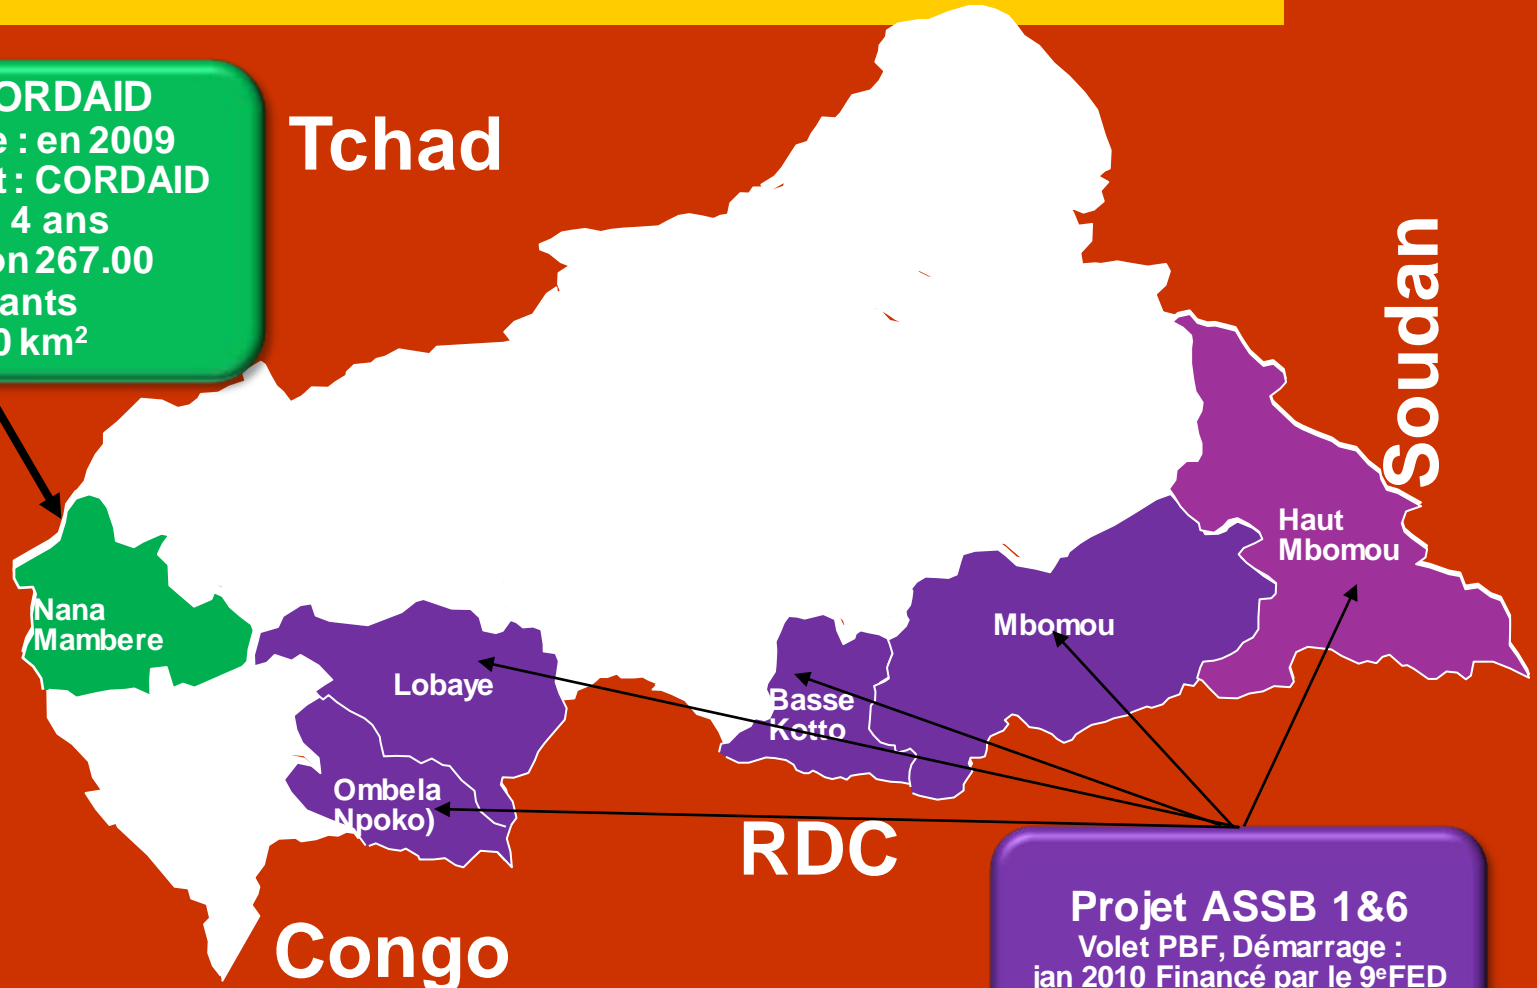 ORDAID
e : en 2009
t : CORDAID
4 ans
on 267.00
ants
0 km²
Tchad
Soudan
Haut
Mbomou
Nana
Mambere
Mbomou
Lobaye
Basse
Kotto
Ombela
Npoko)
RDC
Congo
Projet ASSB 1&6
Volet PBF, Démarrage :
jan 2010 Financé par le 9ᵉFED